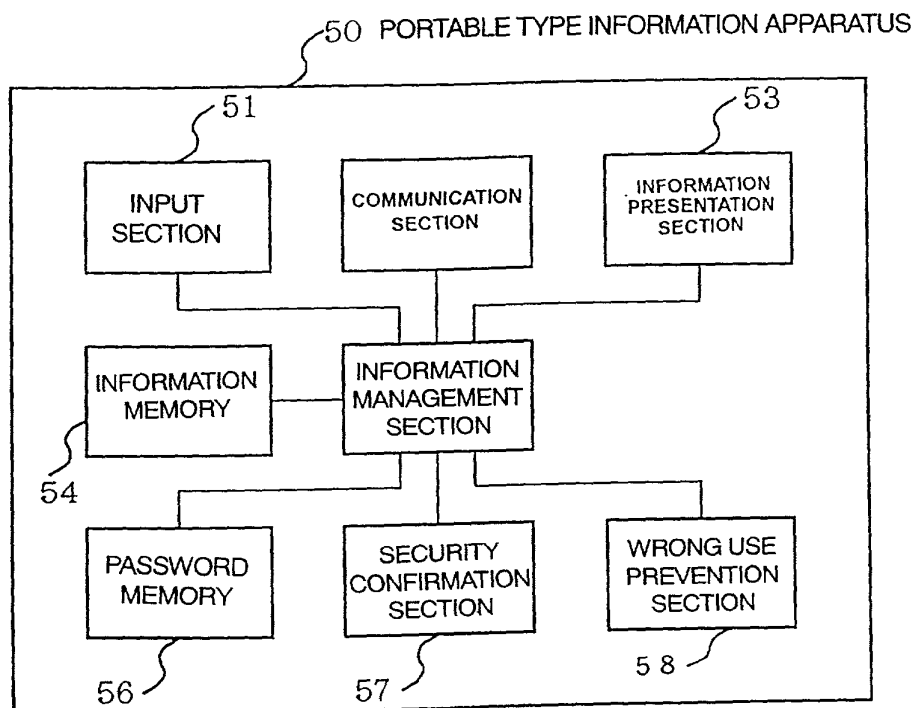 50 PORTABLE TYPE INFORMATION APPARATUS
51
53
INPUT
SECTION
COMMUNICATION
SECTION
INFORMATION
PRESENTATION
SECTION
INFORMATION
MEMORY
INFORMATION
MANAGEMENT
SECTION
54
PASSWORD
MEMORY
SECURITY
CONFIRMATION
SECTION
WRONG USE
PREVENTION
SECTION
56
57
58